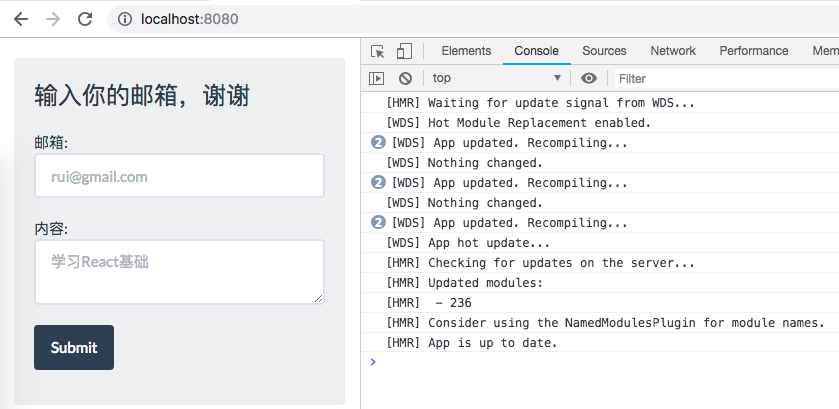 localhost:8080
输入你的邮箱，谢谢
邮箱:
rui@gmail.com
内容:
学习React基础
Submit
Elements Console Sources Network Performance Mem
top Filter
[HMR] Waiting for update signal from WDS...
[WDS] Hot Module Replacement enabled.
2 [WDS] App updated. Recompiling...
[WDS] Nothing changed.
2 [WDS] App updated. Recompiling...
[WDS] Nothing changed.
2 [WDS] App updated. Recompiling...
[WDS] App hot update...
[HMR] Checking for updates on the server...
[HMR] Updated modules:
[HMR]  - 236
[HMR] Consider using the NamedModulesPlugin for module names.
[HMR] App is up to date.